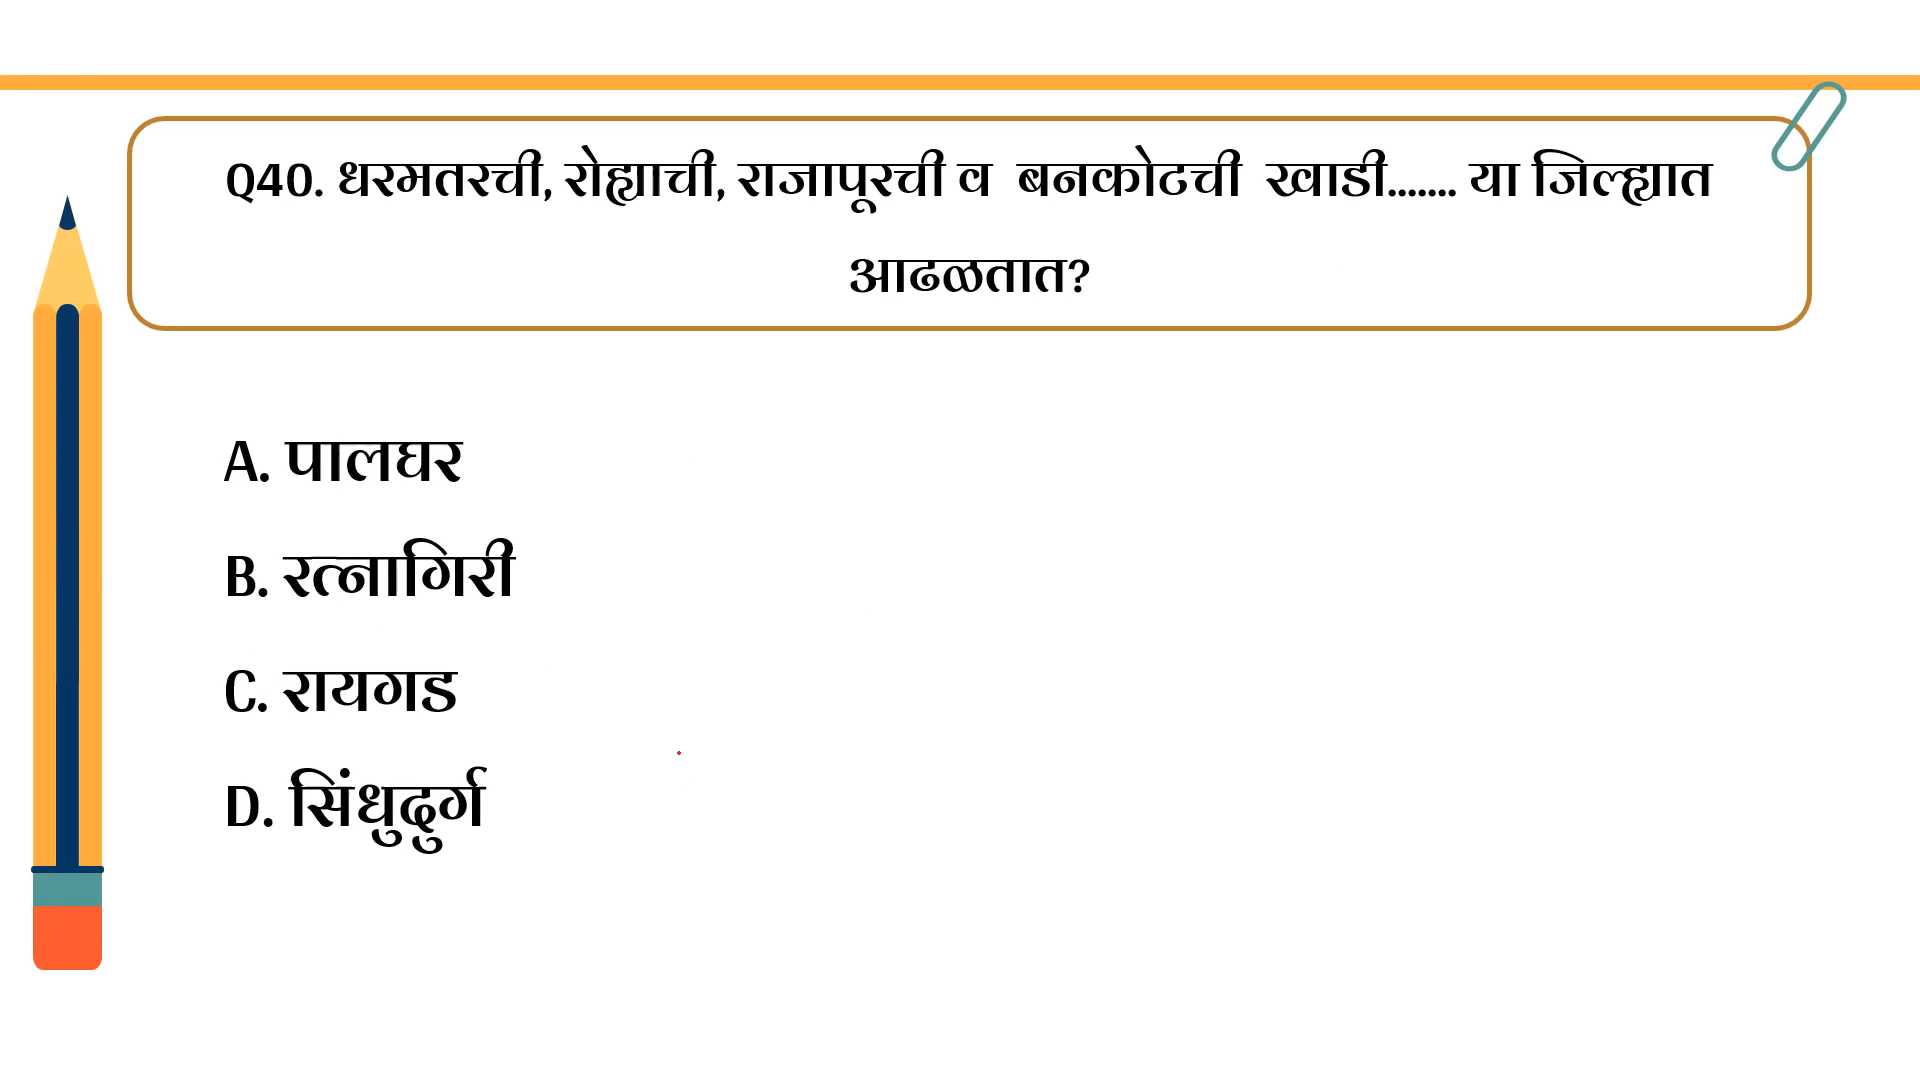 Q40. धरमतरची, रोह्याची, राजापूरची व बनकोटची खाडी....... या जिल्ह्यात
आढळतात?
A. पालघर
B. रत्नागिरी
C. रायगड
D. सिंधुदुर्ग